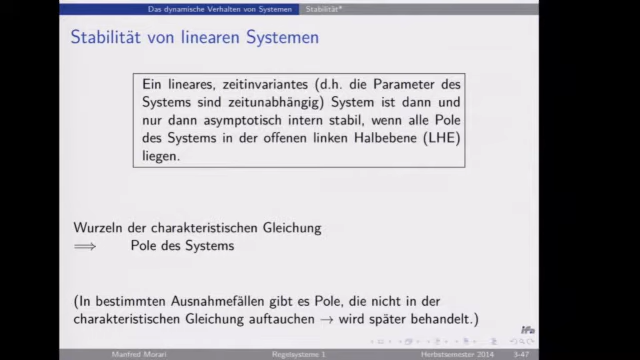 Das dynamische Verhalten von Systemen Stabilität*
Stabilität von linearen Systemen
Ein lineares, zeitinvariantes (d.h. die Parameter des
Systems sind zeitunabhängig) System ist dann und
nur dann asymptotisch intern stabil, wenn alle Pole
des Systems in der offenen linken Halbebene (LHE)
liegen.
Wurzeln der charakteristischen Gleichung
⟹ Pole des Systems
(In bestimmten Ausnahmefällen gibt es Pole, die nicht in der
charakteristischen Gleichung auftauchen → wird später behandelt.)
Manfred Morari Regelsysteme 1 Herbstsemester 2014 3-47